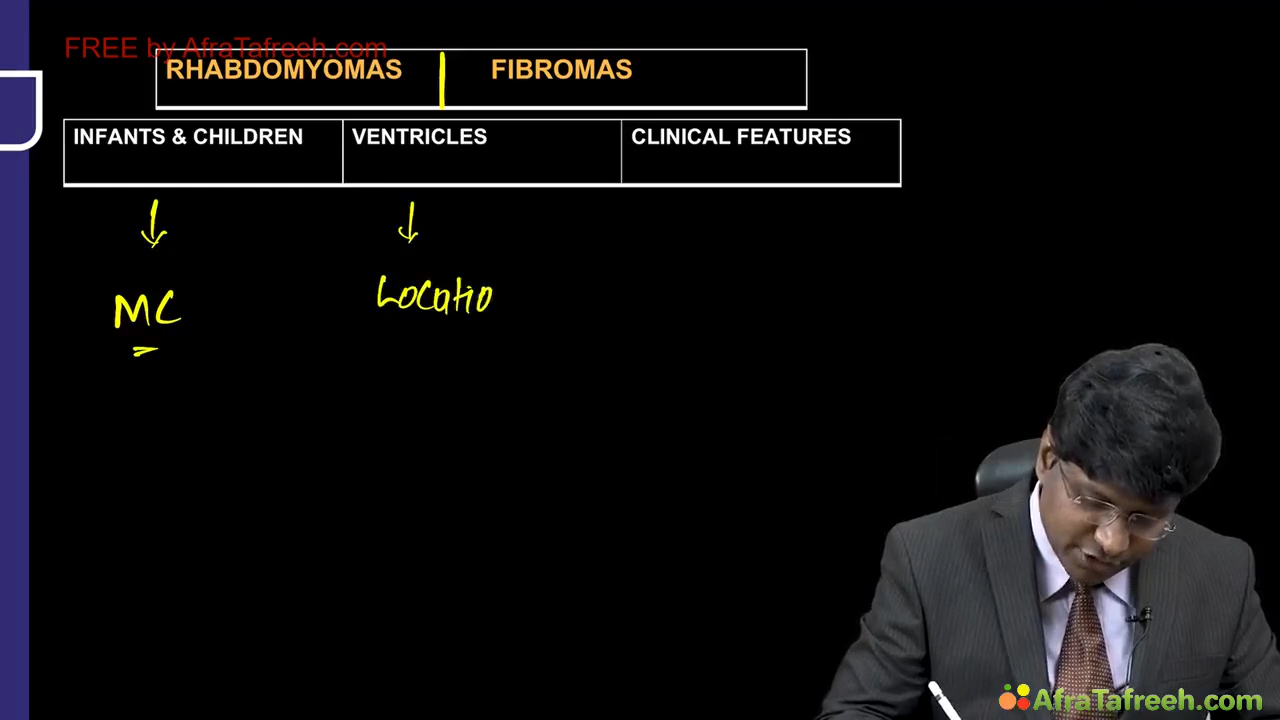 FREE by AfraTafreeh.com
RHABDOMYOMAS FIBROMAS
INFANTS & CHILDREN VENTRICLES CLINICAL FEATURES
MC Locatio
AfraTafreeh.com